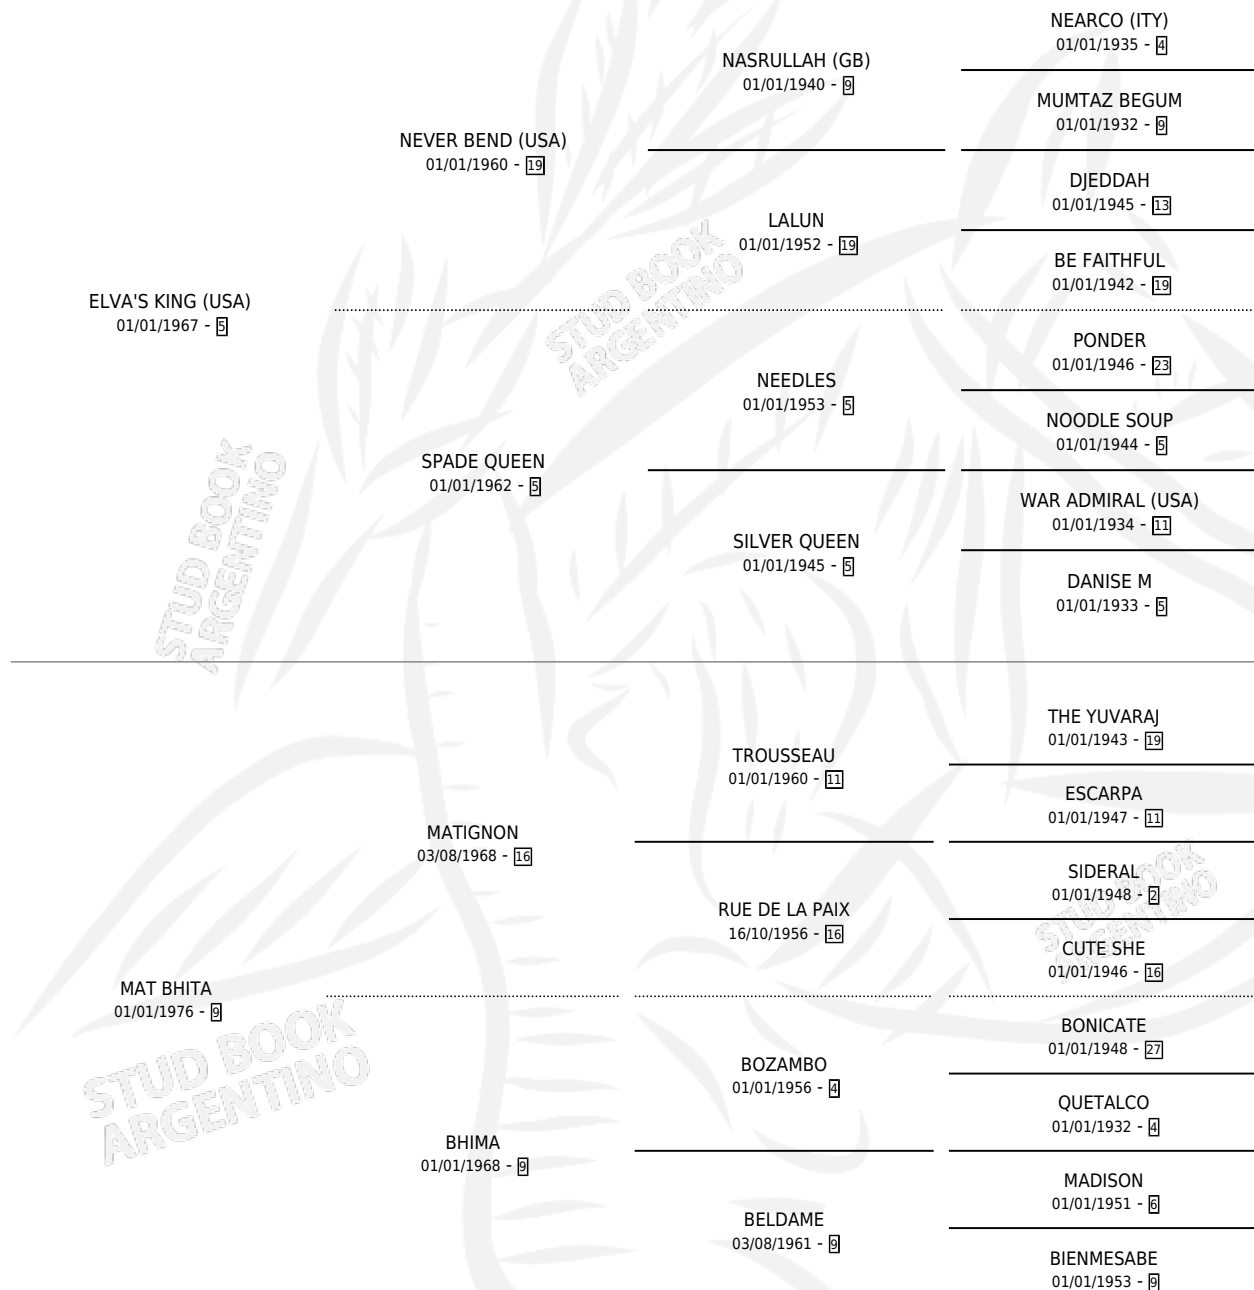 NEARCO (ITY)
01/01/1935 - 4
NASRULLAH (GB)
01/01/1940 - 9
MUMTAZ BEGUM
01/01/1932 - 9
NEVER BEND (USA)
01/01/1960 - 19
DJEDDAH
01/01/1945 - 13
LALUN
01/01/1952 - 19
BE FAITHFUL
01/01/1942 - 19
ELVA'S KING (USA)
01/01/1967 - 5
STUD BOOK
ARGENTINO
PONDER
01/01/1946 - 23
NEEDLES
01/01/1953 - 5
NOODLE SOUP
01/01/1944 - 5
SPADE QUEEN
01/01/1962 - 5
WAR ADMIRAL (USA)
01/01/1934 - 11
SILVER QUEEN
01/01/1945 - 5
DANISE M
01/01/1933 - 5
STUD BOOK
ARGENTINO
THE YUVARAJ
01/01/1943 - 19
TROUSSEAU
01/01/1960 - 11
ESCARPA
01/01/1947 - 11
MATIGNON
03/08/1968 - 16
SIDERAL
01/01/1948 - 2
RUE DE LA PAIX
16/10/1956 - 16
CUTE SHE
01/01/1946 - 16
STUD BOOK
ARGENTINO
MAT BHITA
01/01/1976 - 9
STUD BOOK
ARGENTINO
BONICATE
01/01/1948 - 27
BOZAMBO
01/01/1956 - 4
QUETALCO
01/01/1932 - 4
BHIMA
01/01/1968 - 9
MADISON
01/01/1951 - 6
BELDAME
03/08/1961 - 9
BIENMESABE
01/01/1953 - 9